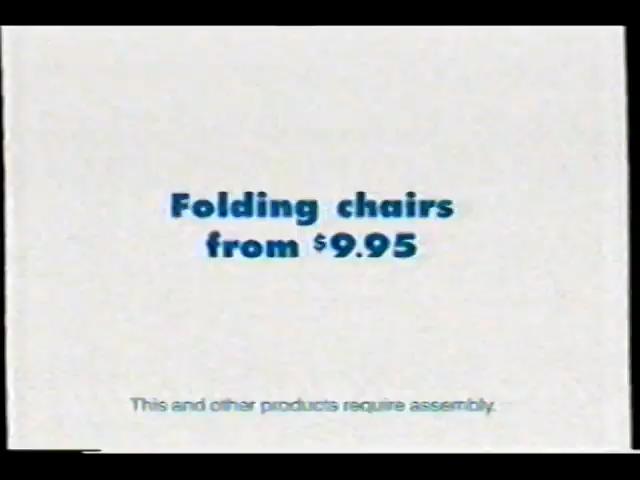 Folding chairs
from $9.95
This and other products require assembly.